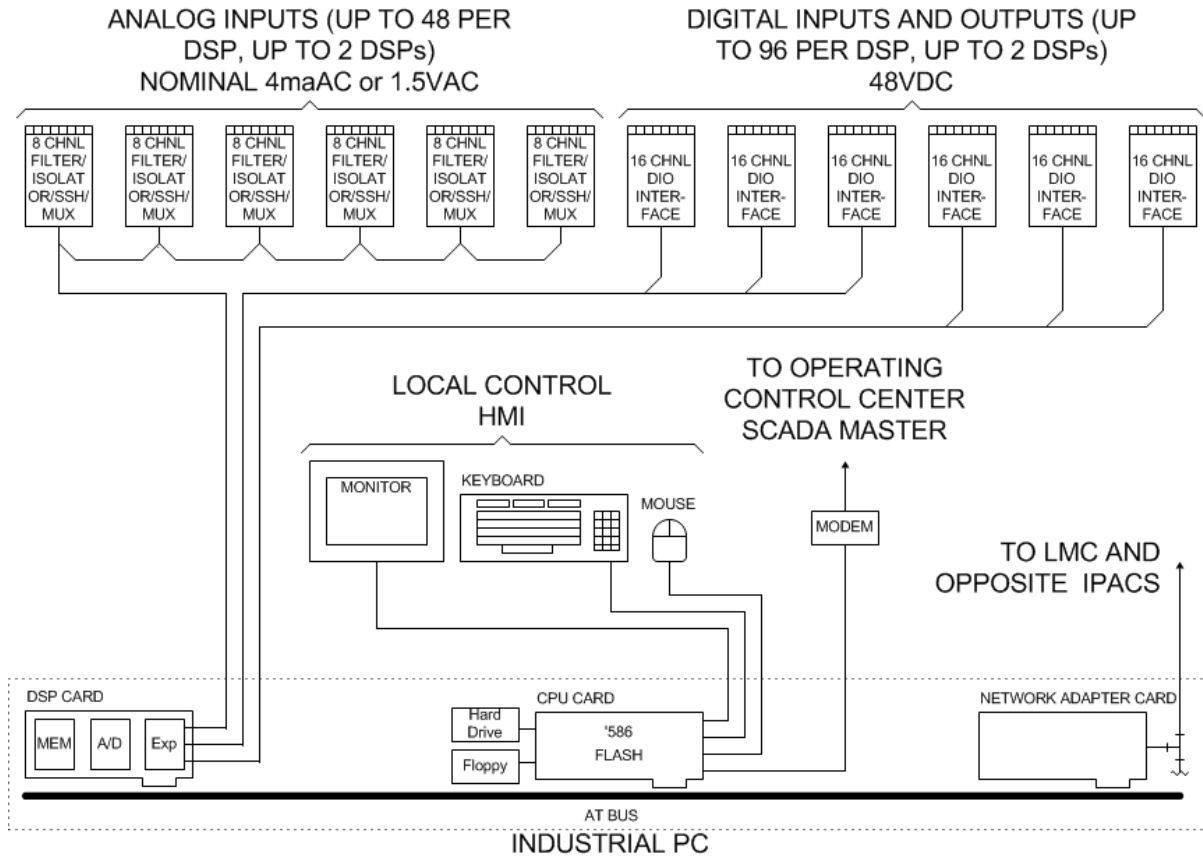 ANALOG INPUTS (UP TO 48 PER
DSP, UP TO 2 DSPs)
NOMINAL 4maAC or 1.5VAC
DIGITAL INPUTS AND OUTPUTS (UP
TO 96 PER DSP, UP TO 2 DSPs)
48VDC
8 CHNL
FILTER/
ISOLAT
OR/SSH/
MUX
8 CHNL
FILTER/
ISOLAT
OR/SSH/
MUX
8 CHNL
FILTER/
ISOLAT
OR/SSH/
MUX
8 CHNL
FILTER/
ISOLAT
OR/SSH/
MUX
8 CHNL
FILTER/
ISOLAT
OR/SSH/
MUX
8 CHNL
FILTER/
ISOLAT
OR/SSH/
MUX
16 CHNL
DIO
INTER-
FACE
16 CHNL
DIO
INTER-
FACE
16 CHNL
DIO
INTER-
FACE
16 CHNL
DIO
INTER-
FACE
16 CHNL
DIO
INTER-
FACE
16 CHNL
DIO
INTER-
FACE
LOCAL CONTROL
HMI
TO OPERATING
CONTROL CENTER
SCADA MASTER
MONITOR
KEYBOARD
MOUSE
MODEM
TO LMC AND
OPPOSITE IPACS
DSP CARD
MEM
A/D
Exp
Hard
Drive
Floppy
CPU CARD
'586
FLASH
NETWORK ADAPTER CARD
AT BUS
INDUSTRIAL PC